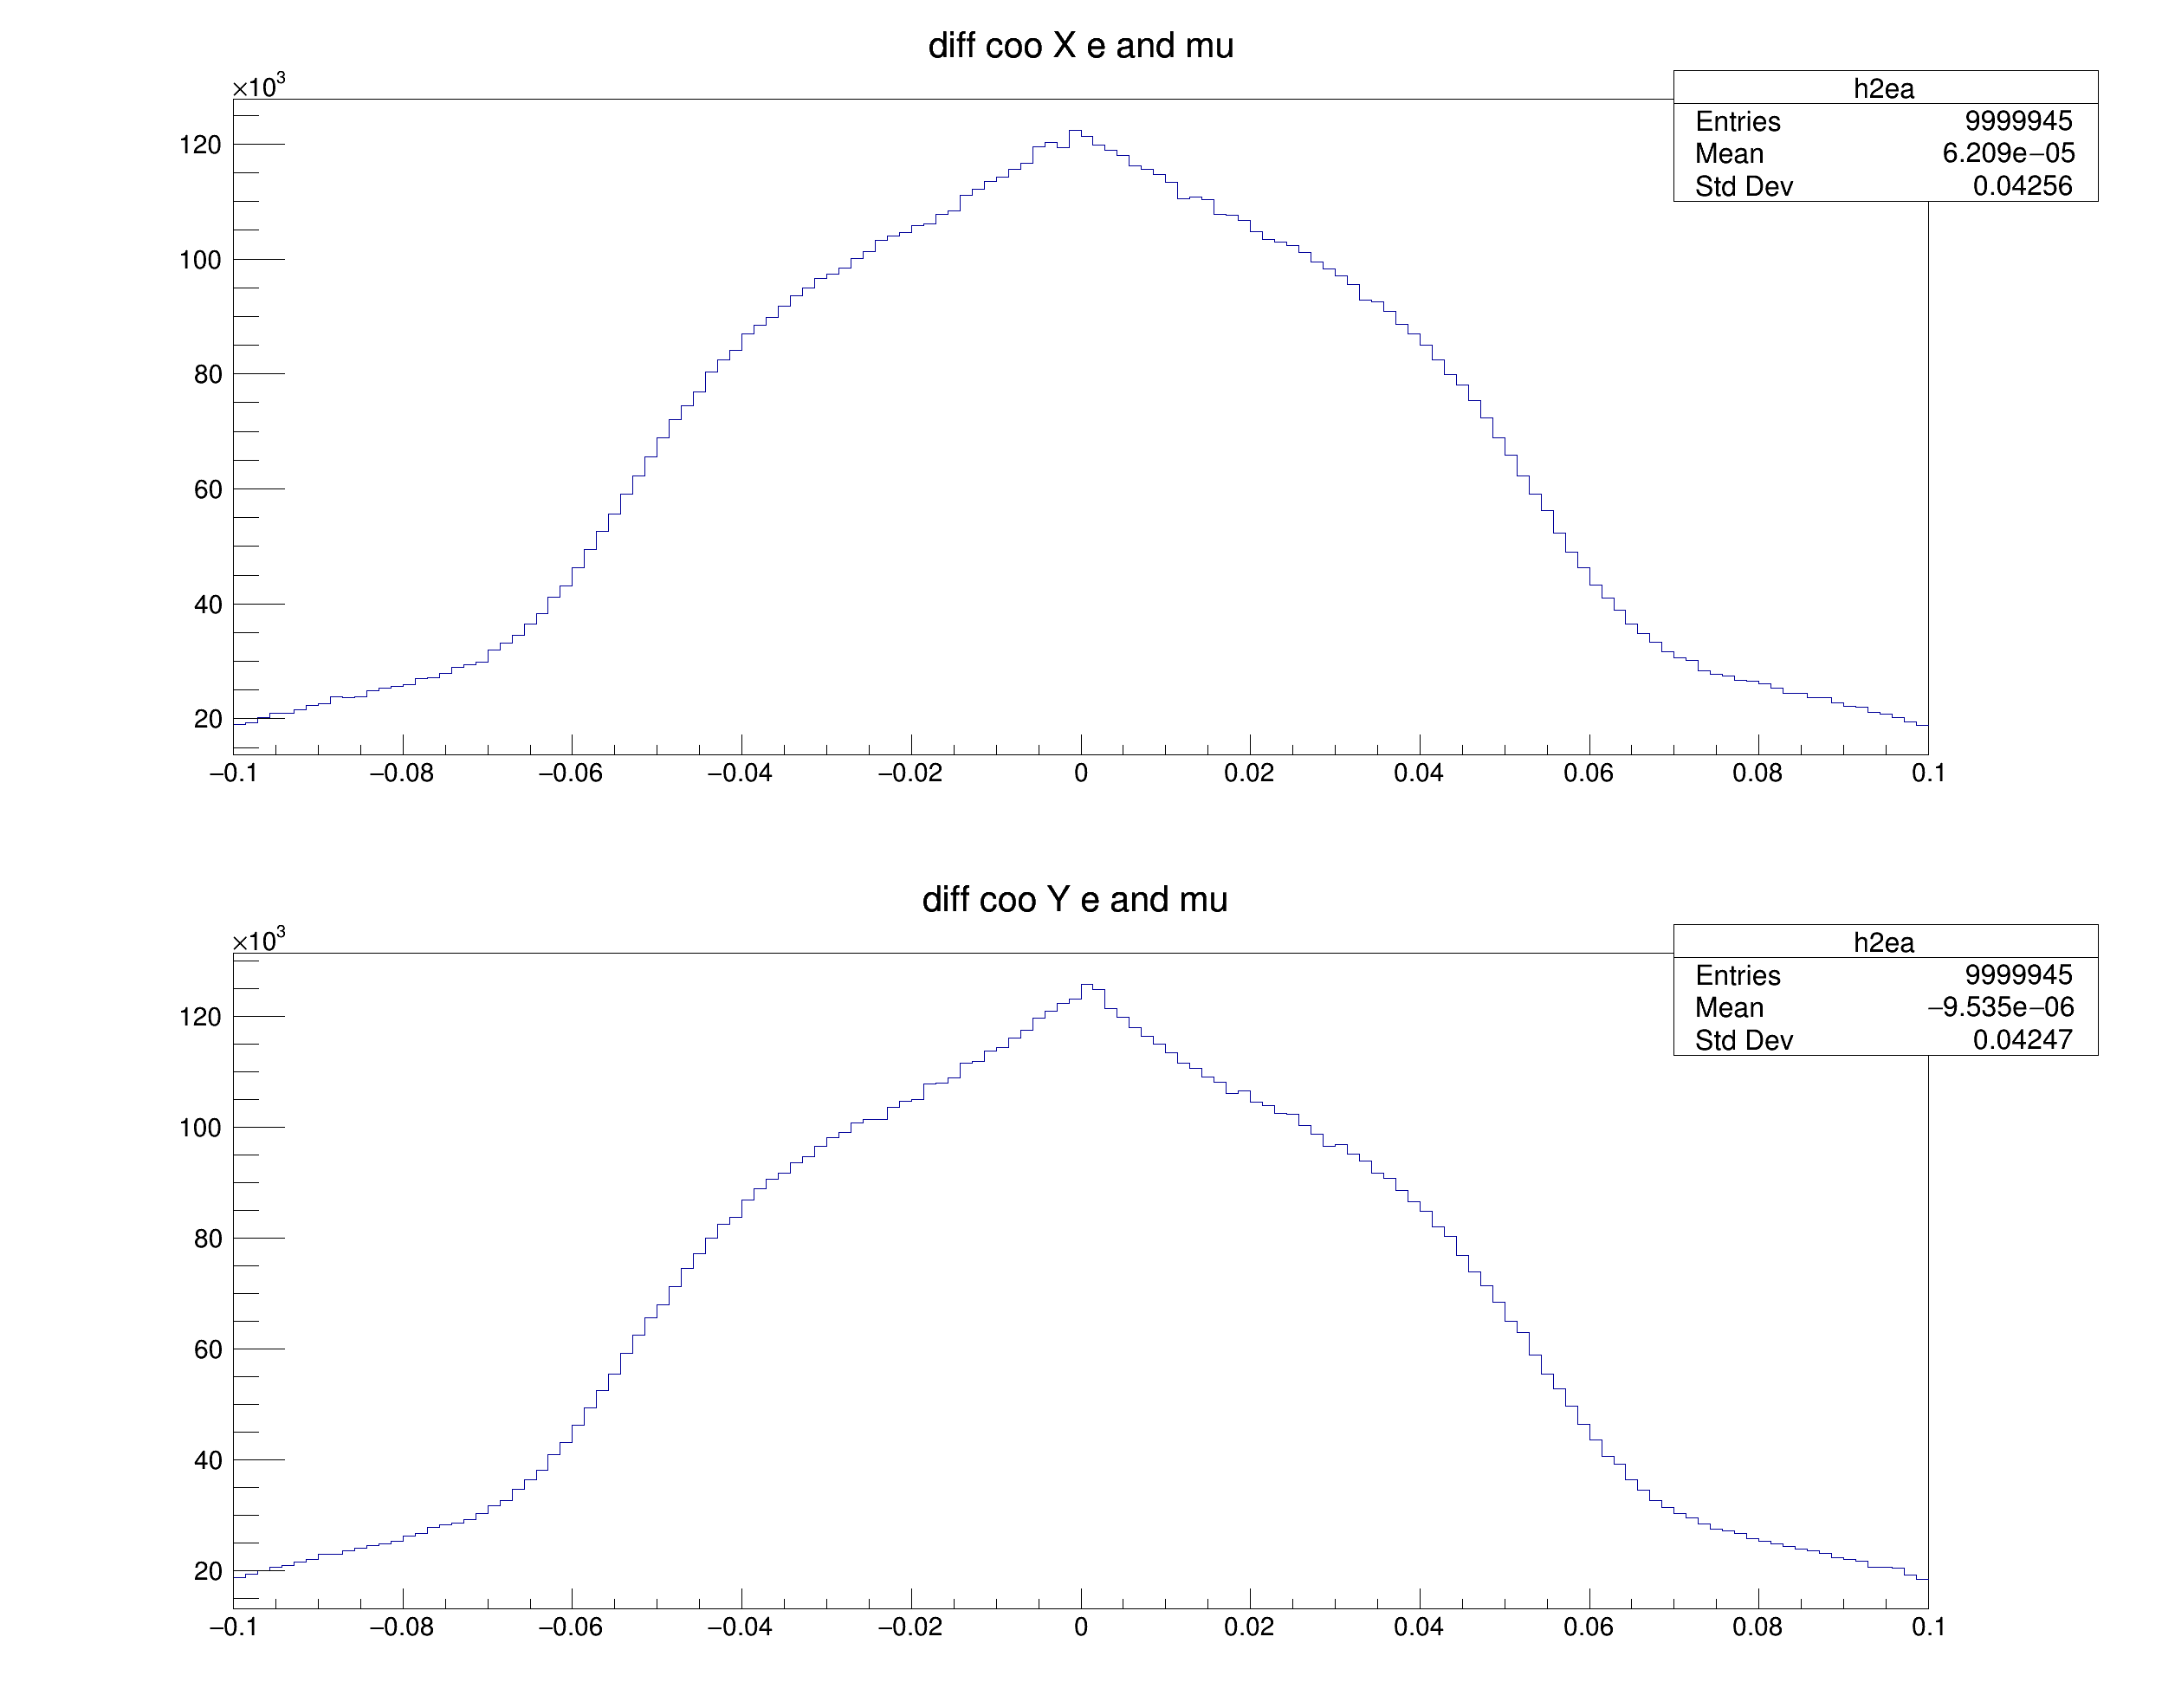 diff coo X e and mu
×10³
h2ea
Entries 9999945
Mean 6.209e−05
Std Dev 0.04256
120
100
80
60
40
20
−0.1 −0.08 −0.06 −0.04 −0.02 0 0.02 0.04 0.06 0.08 0.1
diff coo Y e and mu
×10³
h2ea
Entries 9999945
Mean −9.535e−06
Std Dev 0.04247
120
100
80
60
40
20
−0.1 −0.08 −0.06 −0.04 −0.02 0 0.02 0.04 0.06 0.08 0.1